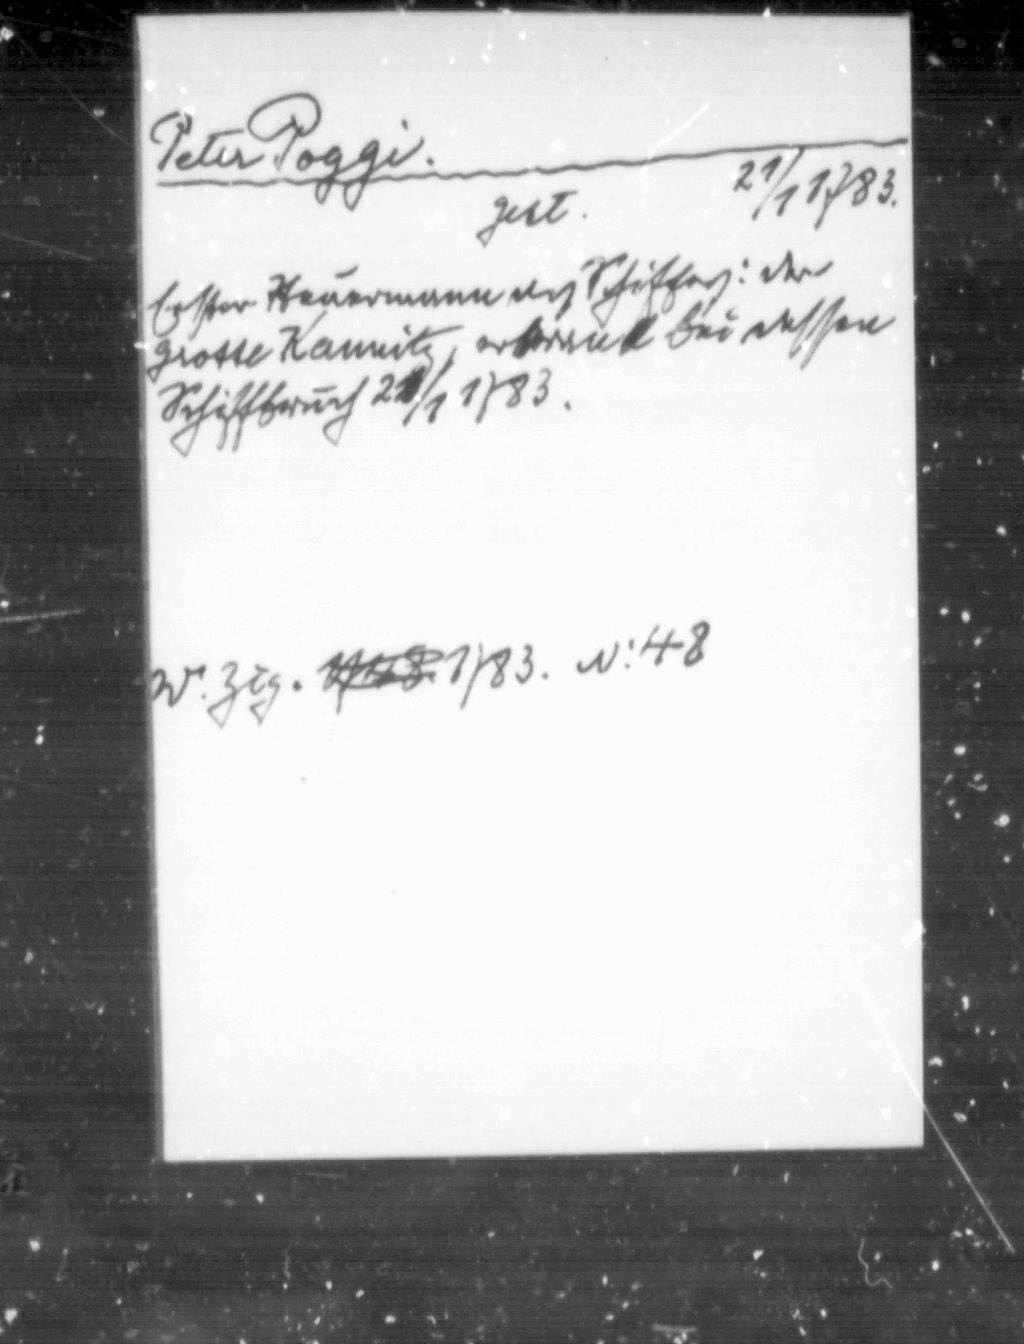 Peter Poggi.
gest. 21/1 1783.
Erster Steuermann des Schiffes: der
grosse Kaunitz, ertrank bei dessen
Schiffbruch 21/1 1783.
W. Ztg. 1783. N: 48